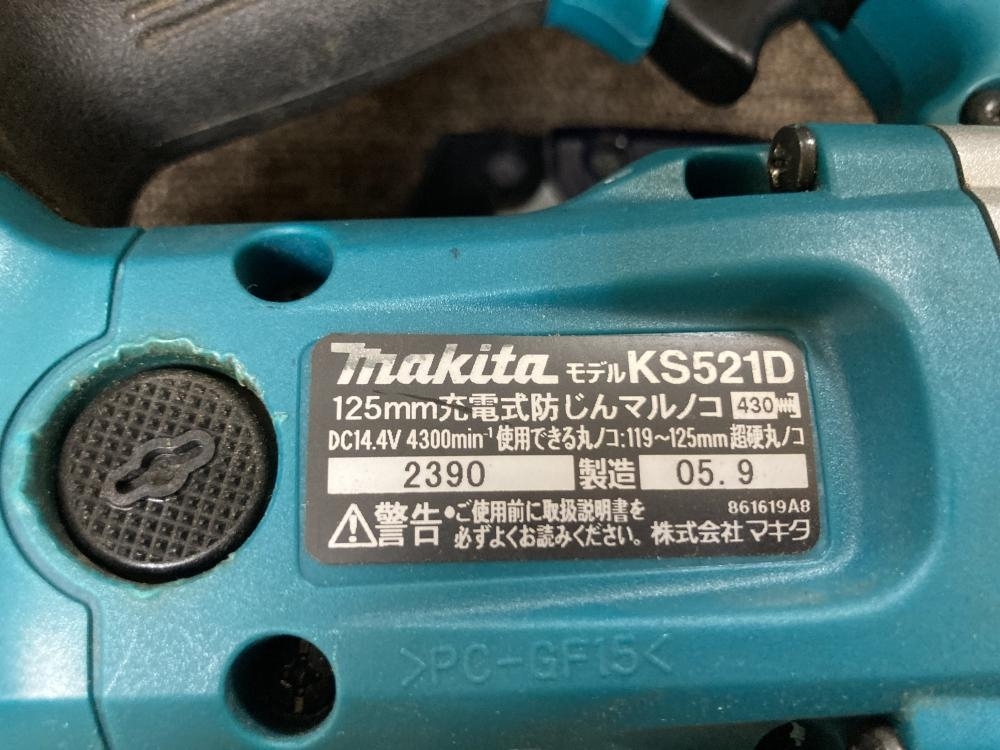 makita モデルKS521D
125mm充電式防じんマルノコ 430
DC14.4V 4300min⁻¹ 使用できる丸ノコ:119〜125mm 超硬丸ノコ
2390 製造 05.9
861619A8
⚠警告 •ご使用前に取扱説明書を
必ずよくお読みください。 株式会社 マキタ
>PC-GF15<